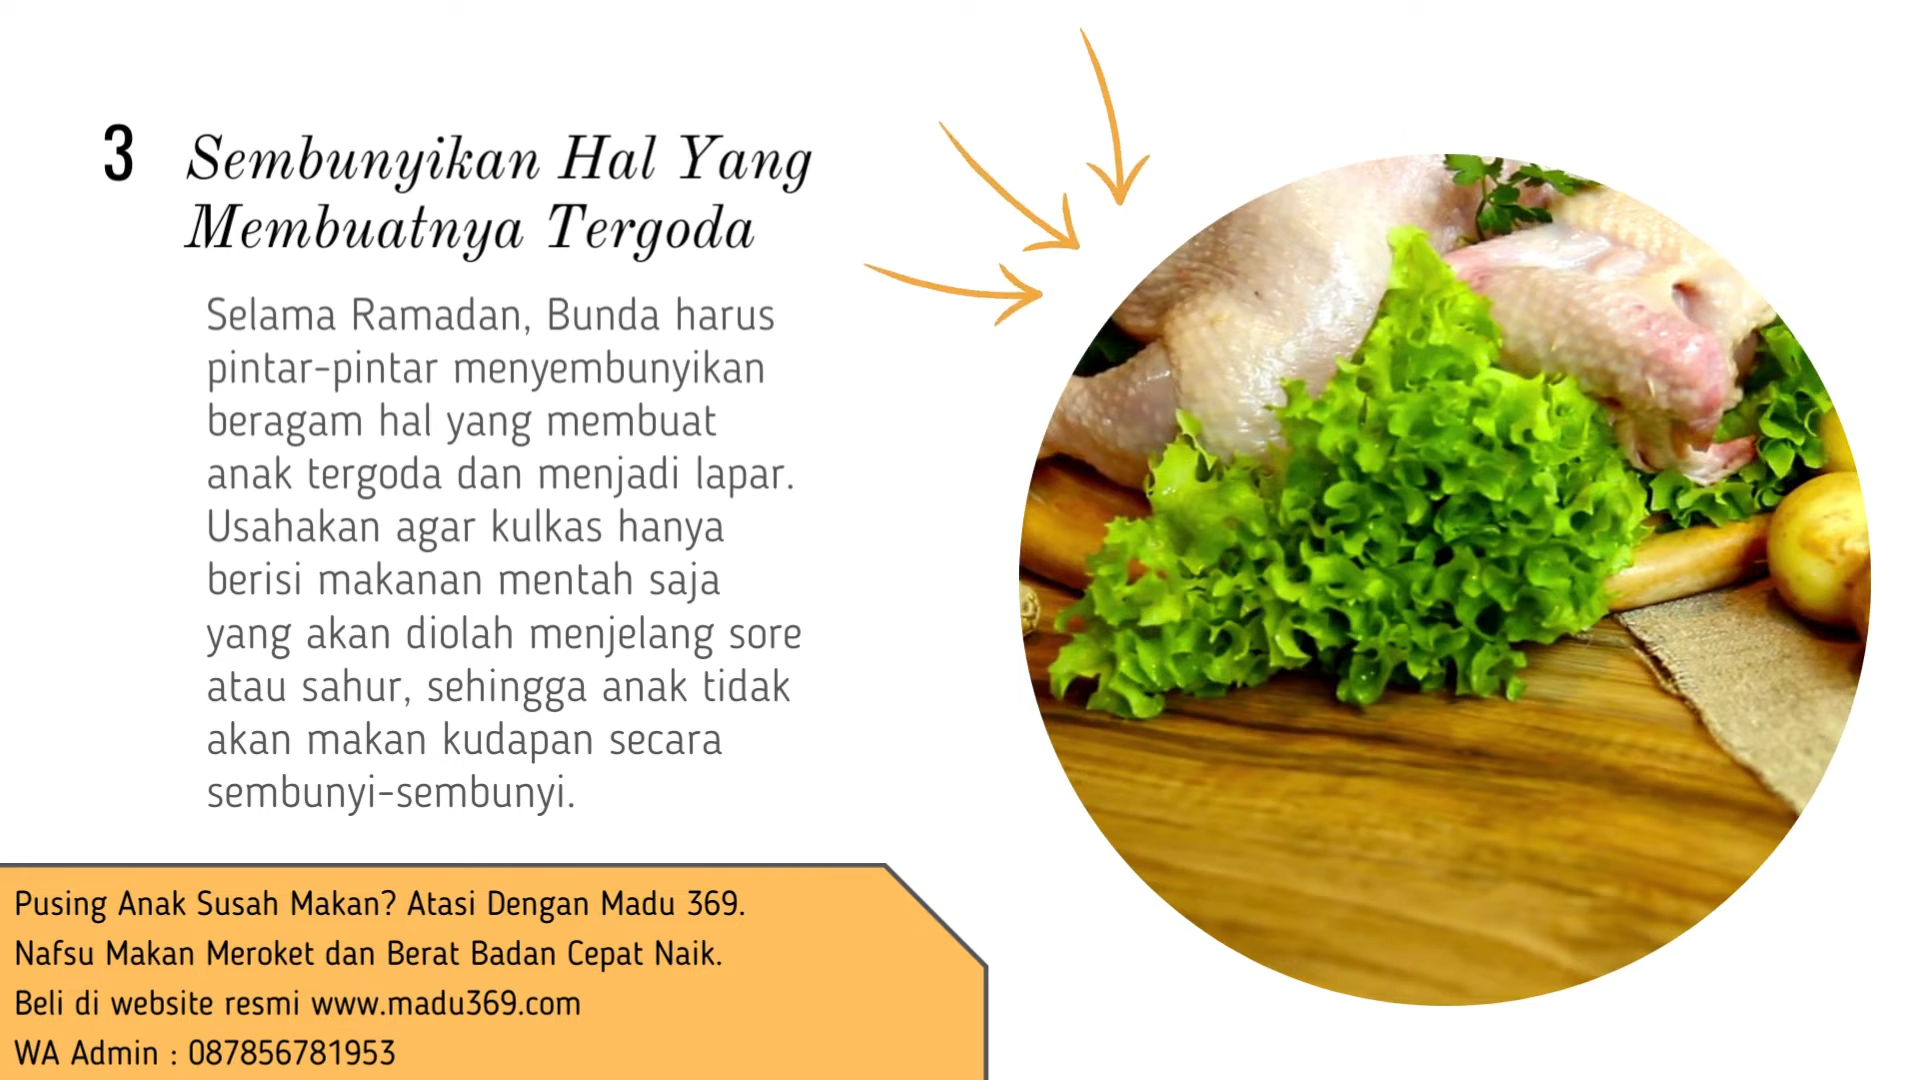 3 Sembunyikan Hal Yang
Membuatnya Tergoda
Selama Ramadan, Bunda harus
pintar-pintar menyembunyikan
beragam hal yang membuat
anak tergoda dan menjadi lapar.
Usahakan agar kulkas hanya
berisi makanan mentah saja
yang akan diolah menjelang sore
atau sahur, sehingga anak tidak
akan makan kudapan secara
sembunyi-sembunyi.
Pusing Anak Susah Makan? Atasi Dengan Madu 369.
Nafsu Makan Meroket dan Berat Badan Cepat Naik.
Beli di website resmi www.madu369.com
WA Admin : 087856781953